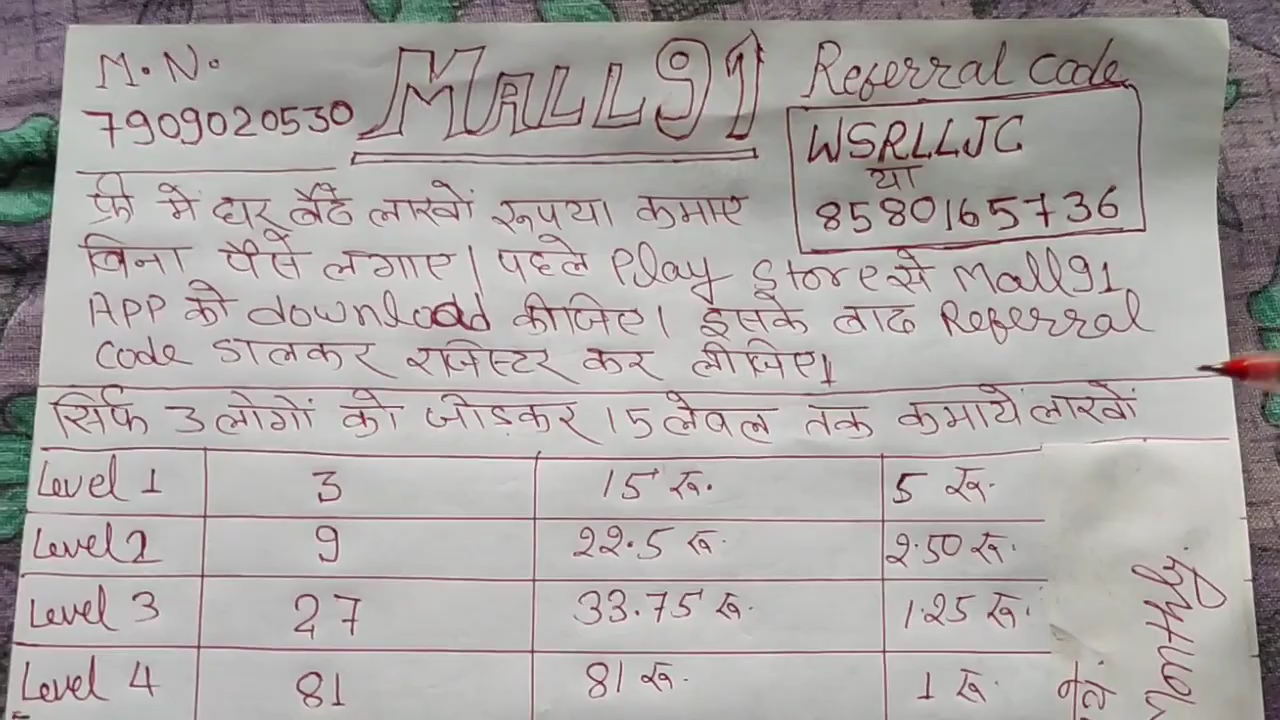 M.N.
7909020530
MALL91
Referral Code
WSRLLJC
या
8580165736
फ्री में घर बैठे लाखों रूपया कमाए
बिना पैसे लगाए। पहले Play Store से Mall91
APP को download कीजिए। इसके बाद Referral
Code डालकर रजिस्टर कर लीजिए।
सिर्फ 3 लोगों को जोड़कर 15 लेवल तक कमायें लाखों
Level 1 3 15 रू. 5 रू.
Level 2 9 22.5 रू. 2.50 रू.
Level 3 27 33.75 रू. 1.25 रू.
Level 4 81 81 रू. 1 रू.